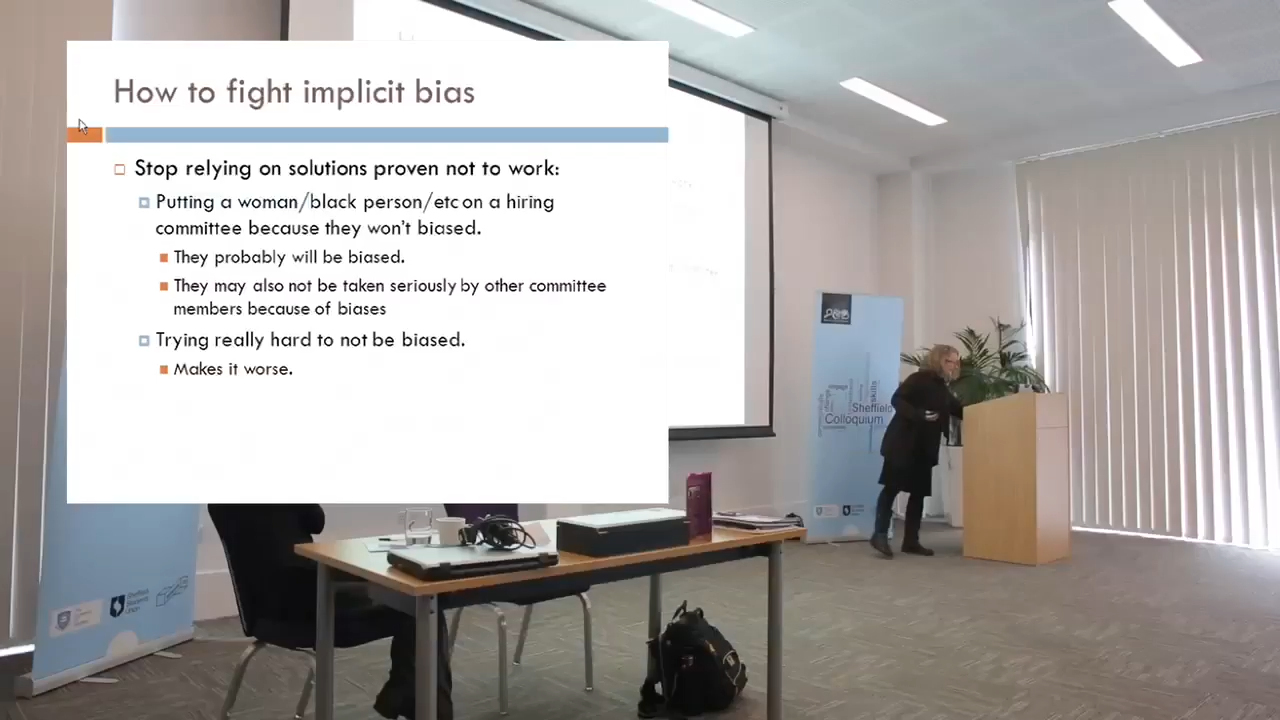 How to fight implicit bias
Stop relying on solutions proven not to work:
Putting a woman/black person/etc on a hiring
committee because they won't biased.
They probably will be biased.
They may also not be taken seriously by other committee
members because of biases
Trying really hard to not be biased.
Makes it worse.
engage
skills
Sheffield
Colloquium